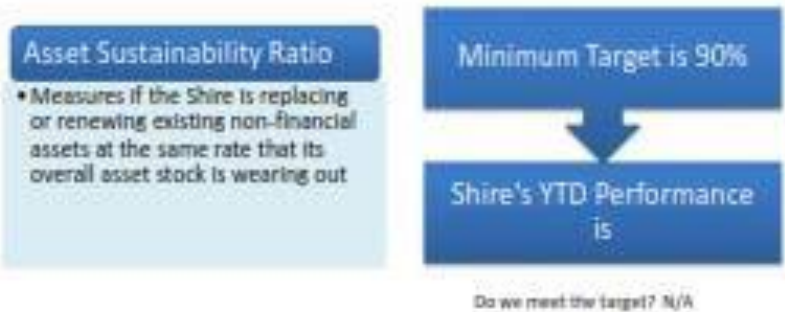 Asset Sustainability Ratio
• Measures if the Shire is replacing
or renewing existing non-financial
assets at the same rate that its
overall asset stock is wearing out
Minimum Target is 90%
Shire's YTD Performance
is
Do we meet the target? N/A